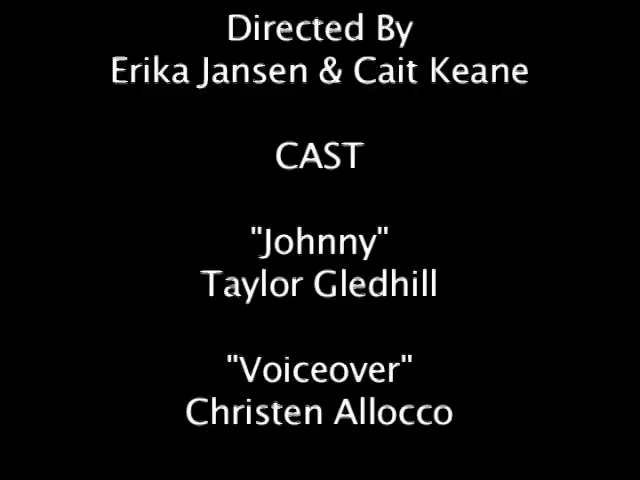 Directed By
Erika Jansen & Cait Keane
CAST
"Johnny"
Taylor Gledhill
"Voiceover"
Christen Allocco